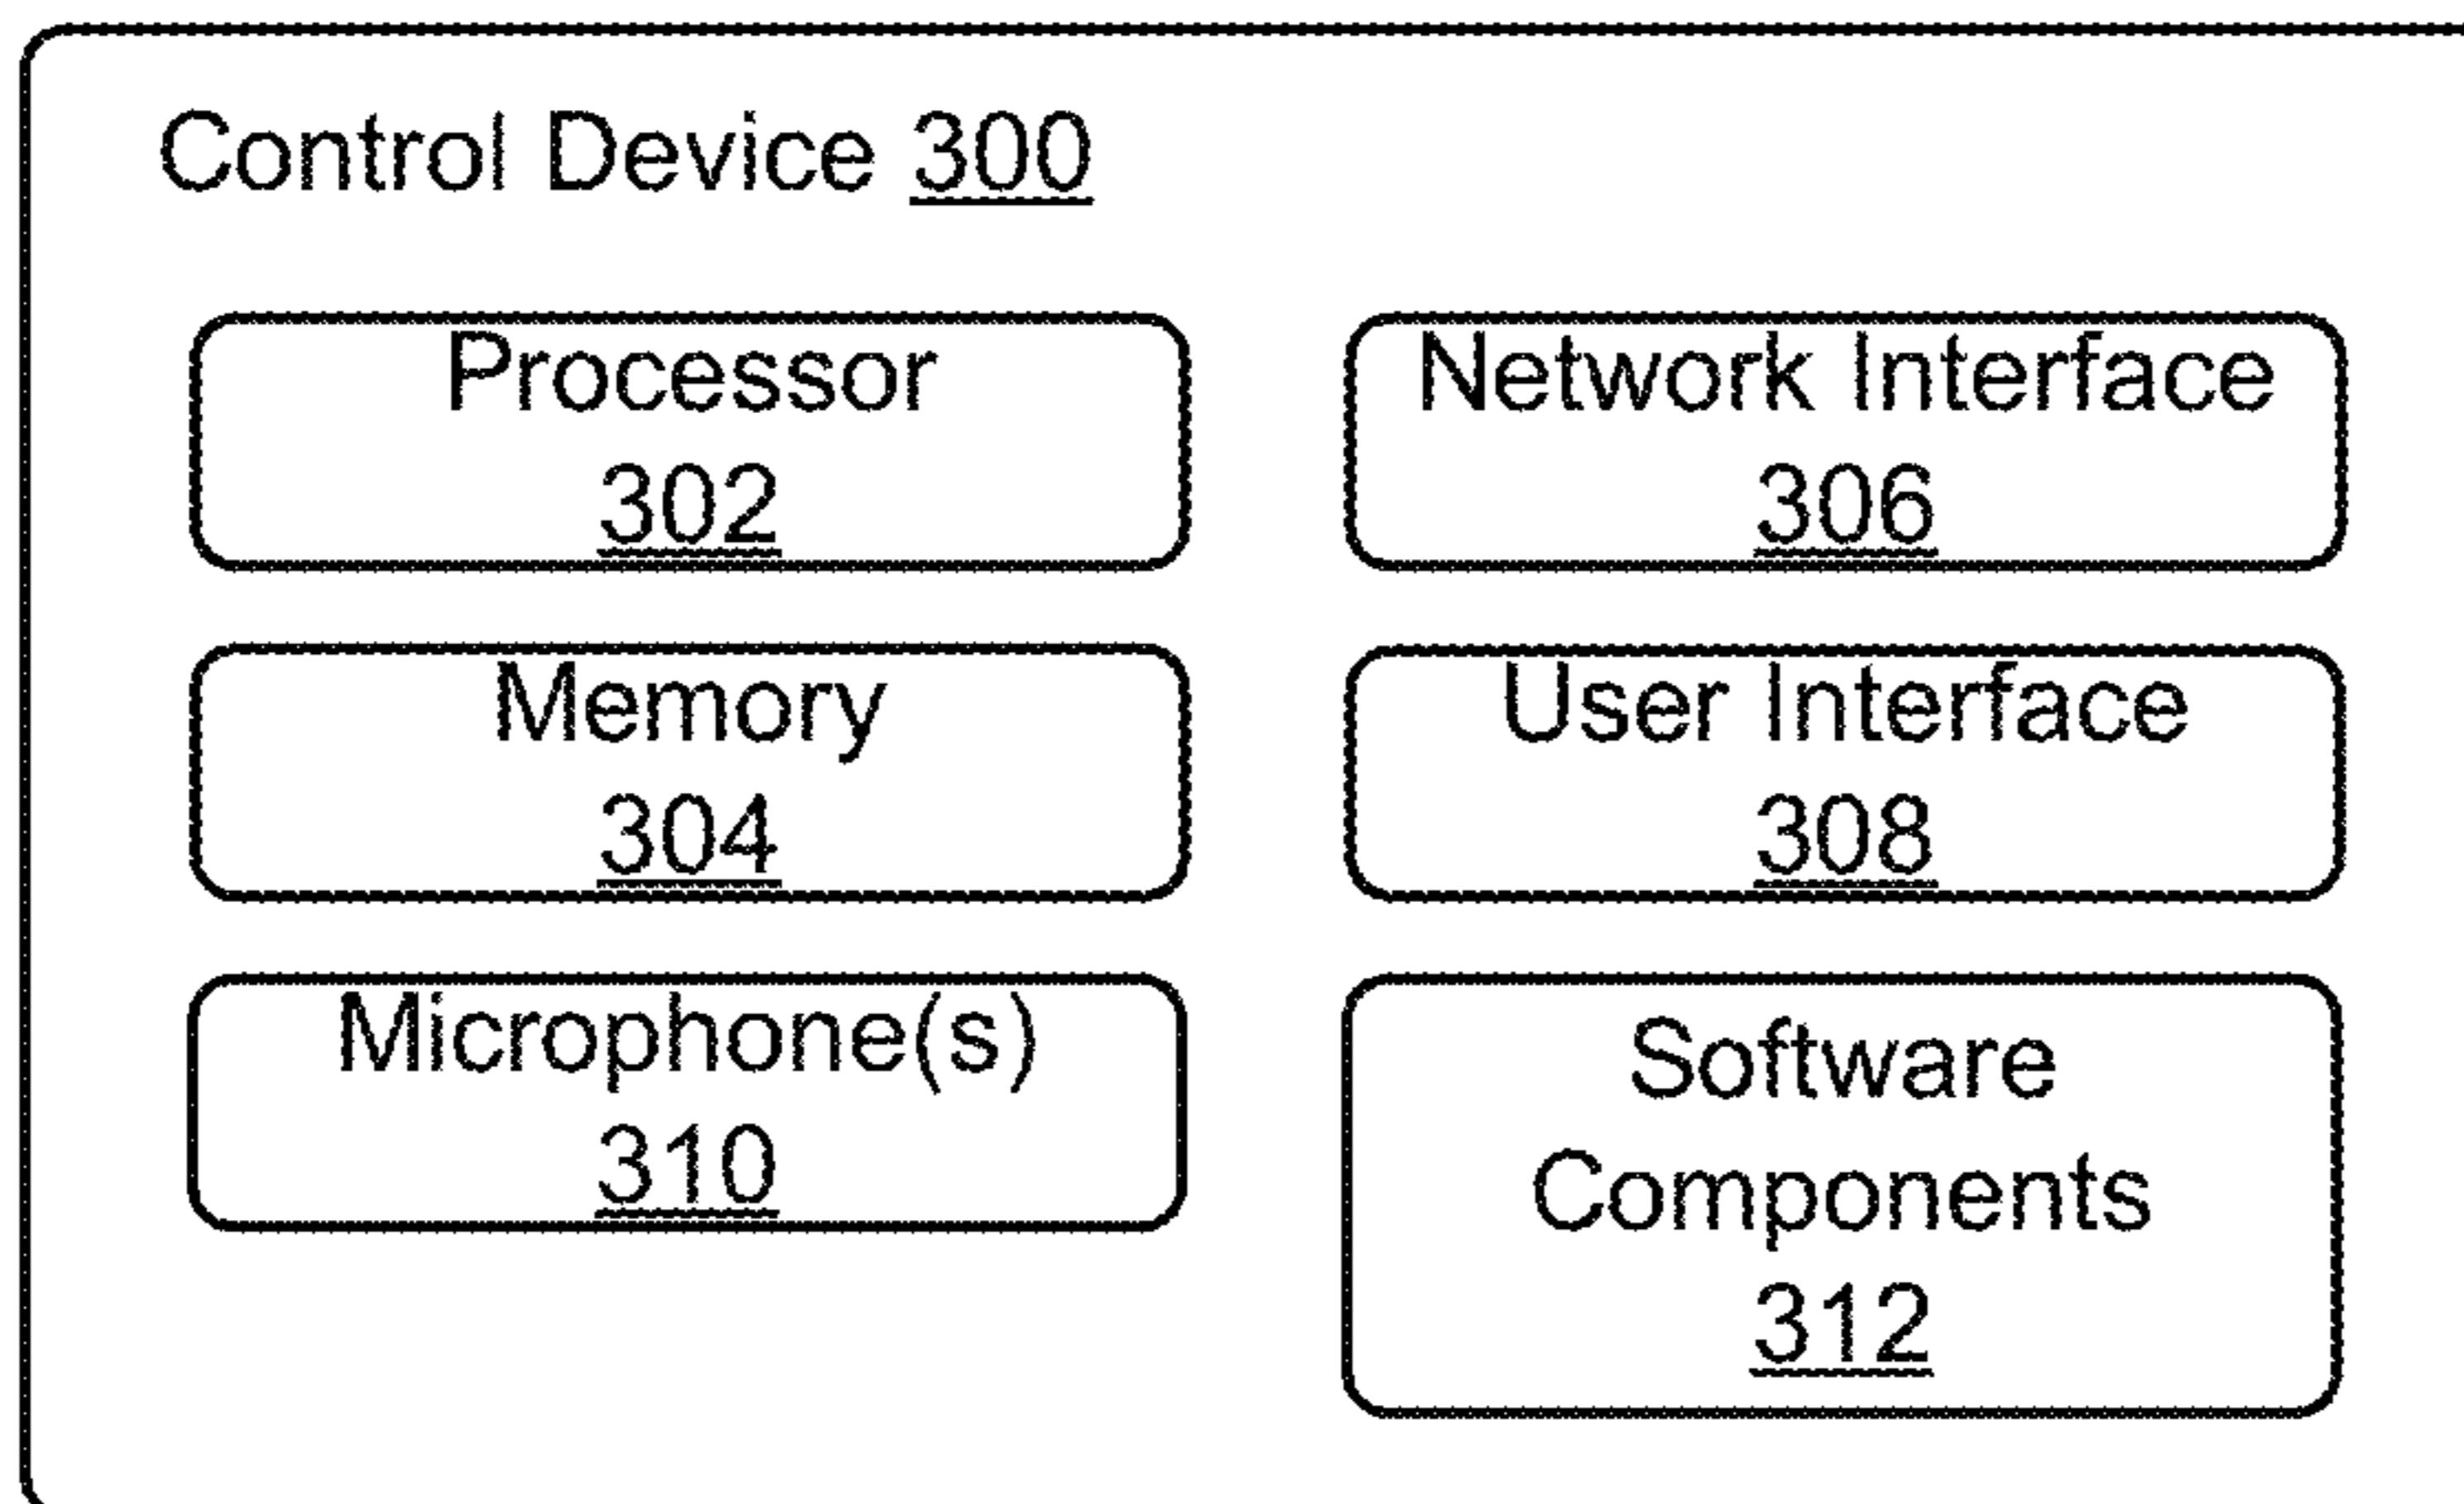 Control Device 300
Processor
302
Network Interface
306
Memory
304
User Interface
308
Microphone(s)
310
Software
Components
312